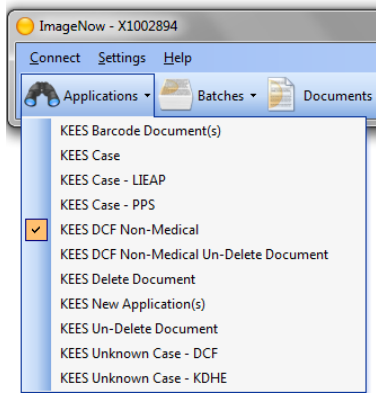 ImageNow - X1002894
Connect Settings Help
Applications Batches Documents
KEES Barcode Document(s)
KEES Case
KEES Case - LIEAP
KEES Case - PPS
KEES DCF Non-Medical
KEES DCF Non-Medical Un-Delete Document
KEES Delete Document
KEES New Application(s)
KEES Un-Delete Document
KEES Unknown Case - DCF
KEES Unknown Case - KDHE